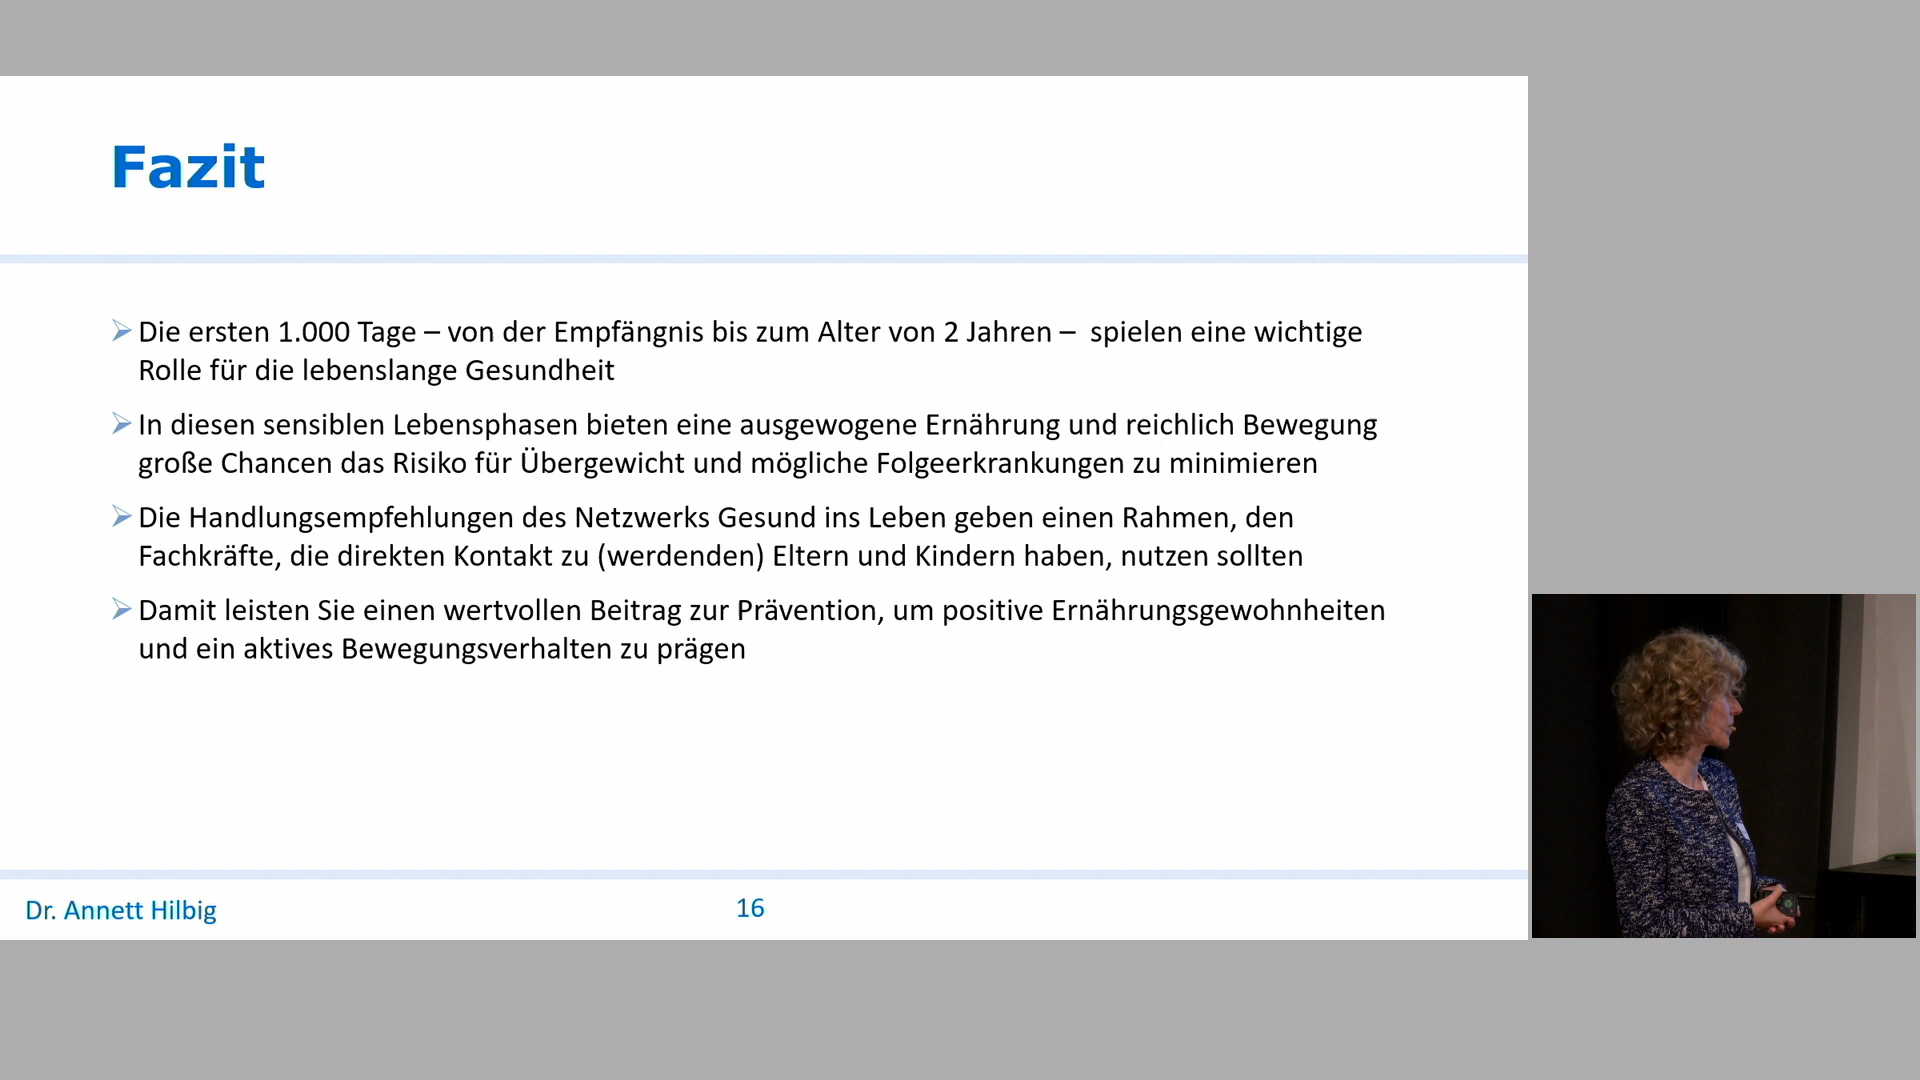 Fazit
Die ersten 1.000 Tage – von der Empfängnis bis zum Alter von 2 Jahren –  spielen eine wichtige
Rolle für die lebenslange Gesundheit
In diesen sensiblen Lebensphasen bieten eine ausgewogene Ernährung und reichlich Bewegung
große Chancen das Risiko für Übergewicht und mögliche Folgeerkrankungen zu minimieren
Die Handlungsempfehlungen des Netzwerks Gesund ins Leben geben einen Rahmen, den
Fachkräfte, die direkten Kontakt zu (werdenden) Eltern und Kindern haben, nutzen sollten
Damit leisten Sie einen wertvollen Beitrag zur Prävention, um positive Ernährungsgewohnheiten
und ein aktives Bewegungsverhalten zu prägen
Dr. Annett Hilbig
16